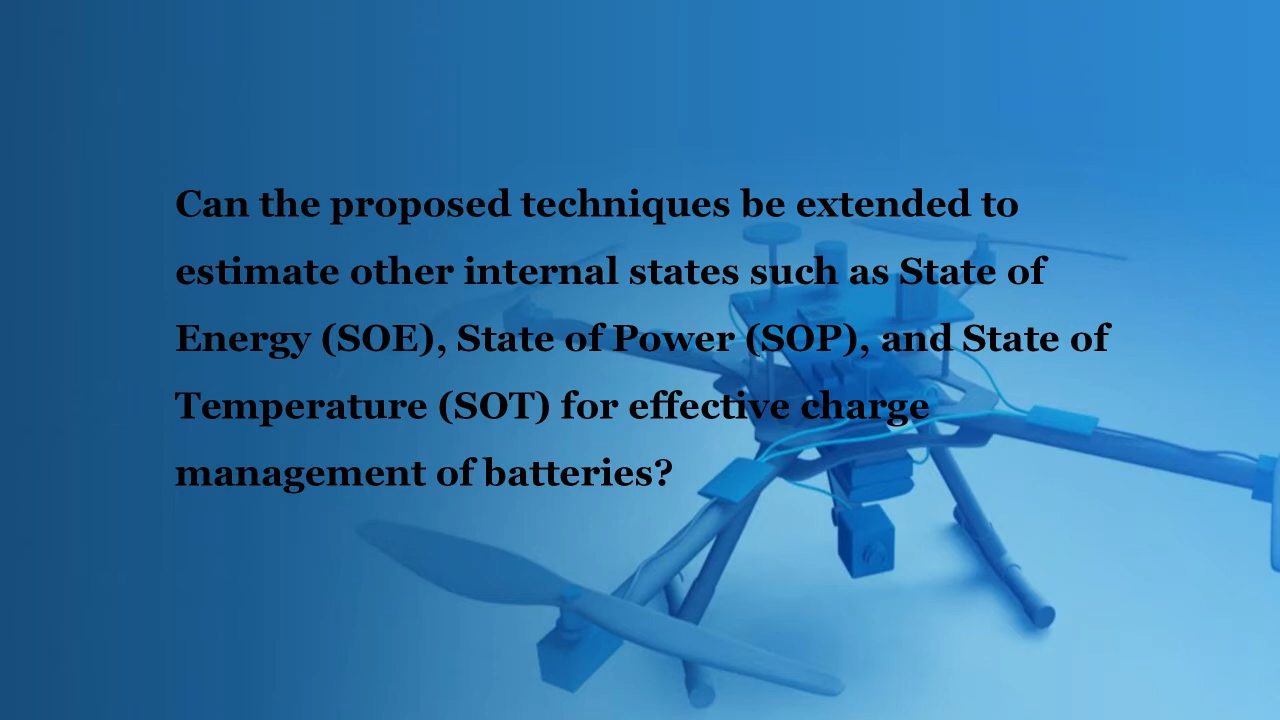 Can the proposed techniques be extended to
estimate other internal states such as State of
Energy (SOE), State of Power (SOP), and State of
Temperature (SOT) for effective charge
management of batteries?